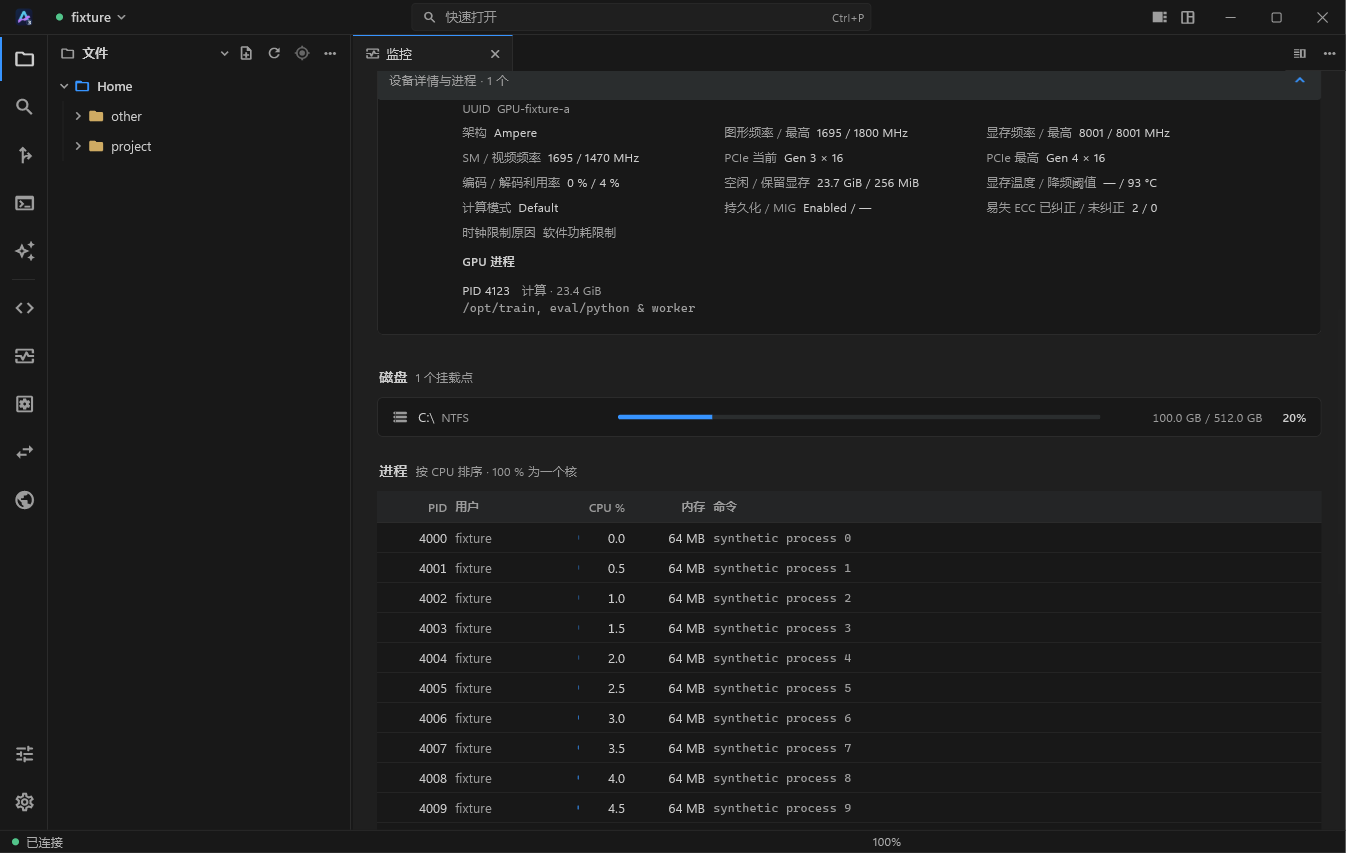 fixture
快速打开
Ctrl+P
文件
Home
other
project
监控
设备详情与进程 · 1 个
UUID GPU-fixture-a
架构 Ampere
图形频率 / 最高 1695 / 1800 MHz
显存频率 / 最高 8001 / 8001 MHz
SM / 视频频率 1695 / 1470 MHz
PCIe 当前 Gen 3 × 16
PCIe 最高 Gen 4 × 16
编码 / 解码利用率 0 % / 4 %
空闲 / 保留显存 23.7 GiB / 256 MiB
显存温度 / 降频阈值 — / 93 °C
计算模式 Default
持久化 / MIG Enabled / —
易失 ECC 已纠正 / 未纠正 2 / 0
时钟限制原因 软件功耗限制
GPU 进程
PID 4123 计算 · 23.4 GiB
/opt/train, eval/python & worker
磁盘 1 个挂载点
C:\ NTFS 100.0 GB / 512.0 GB 20%
进程 按 CPU 排序 · 100 % 为一个核
PID 用户 CPU % 内存 命令
4000 fixture 0.0 64 MB synthetic process 0
4001 fixture 0.5 64 MB synthetic process 1
4002 fixture 1.0 64 MB synthetic process 2
4003 fixture 1.5 64 MB synthetic process 3
4004 fixture 2.0 64 MB synthetic process 4
4005 fixture 2.5 64 MB synthetic process 5
4006 fixture 3.0 64 MB synthetic process 6
4007 fixture 3.5 64 MB synthetic process 7
4008 fixture 4.0 64 MB synthetic process 8
4009 fixture 4.5 64 MB synthetic process 9
已连接
100%